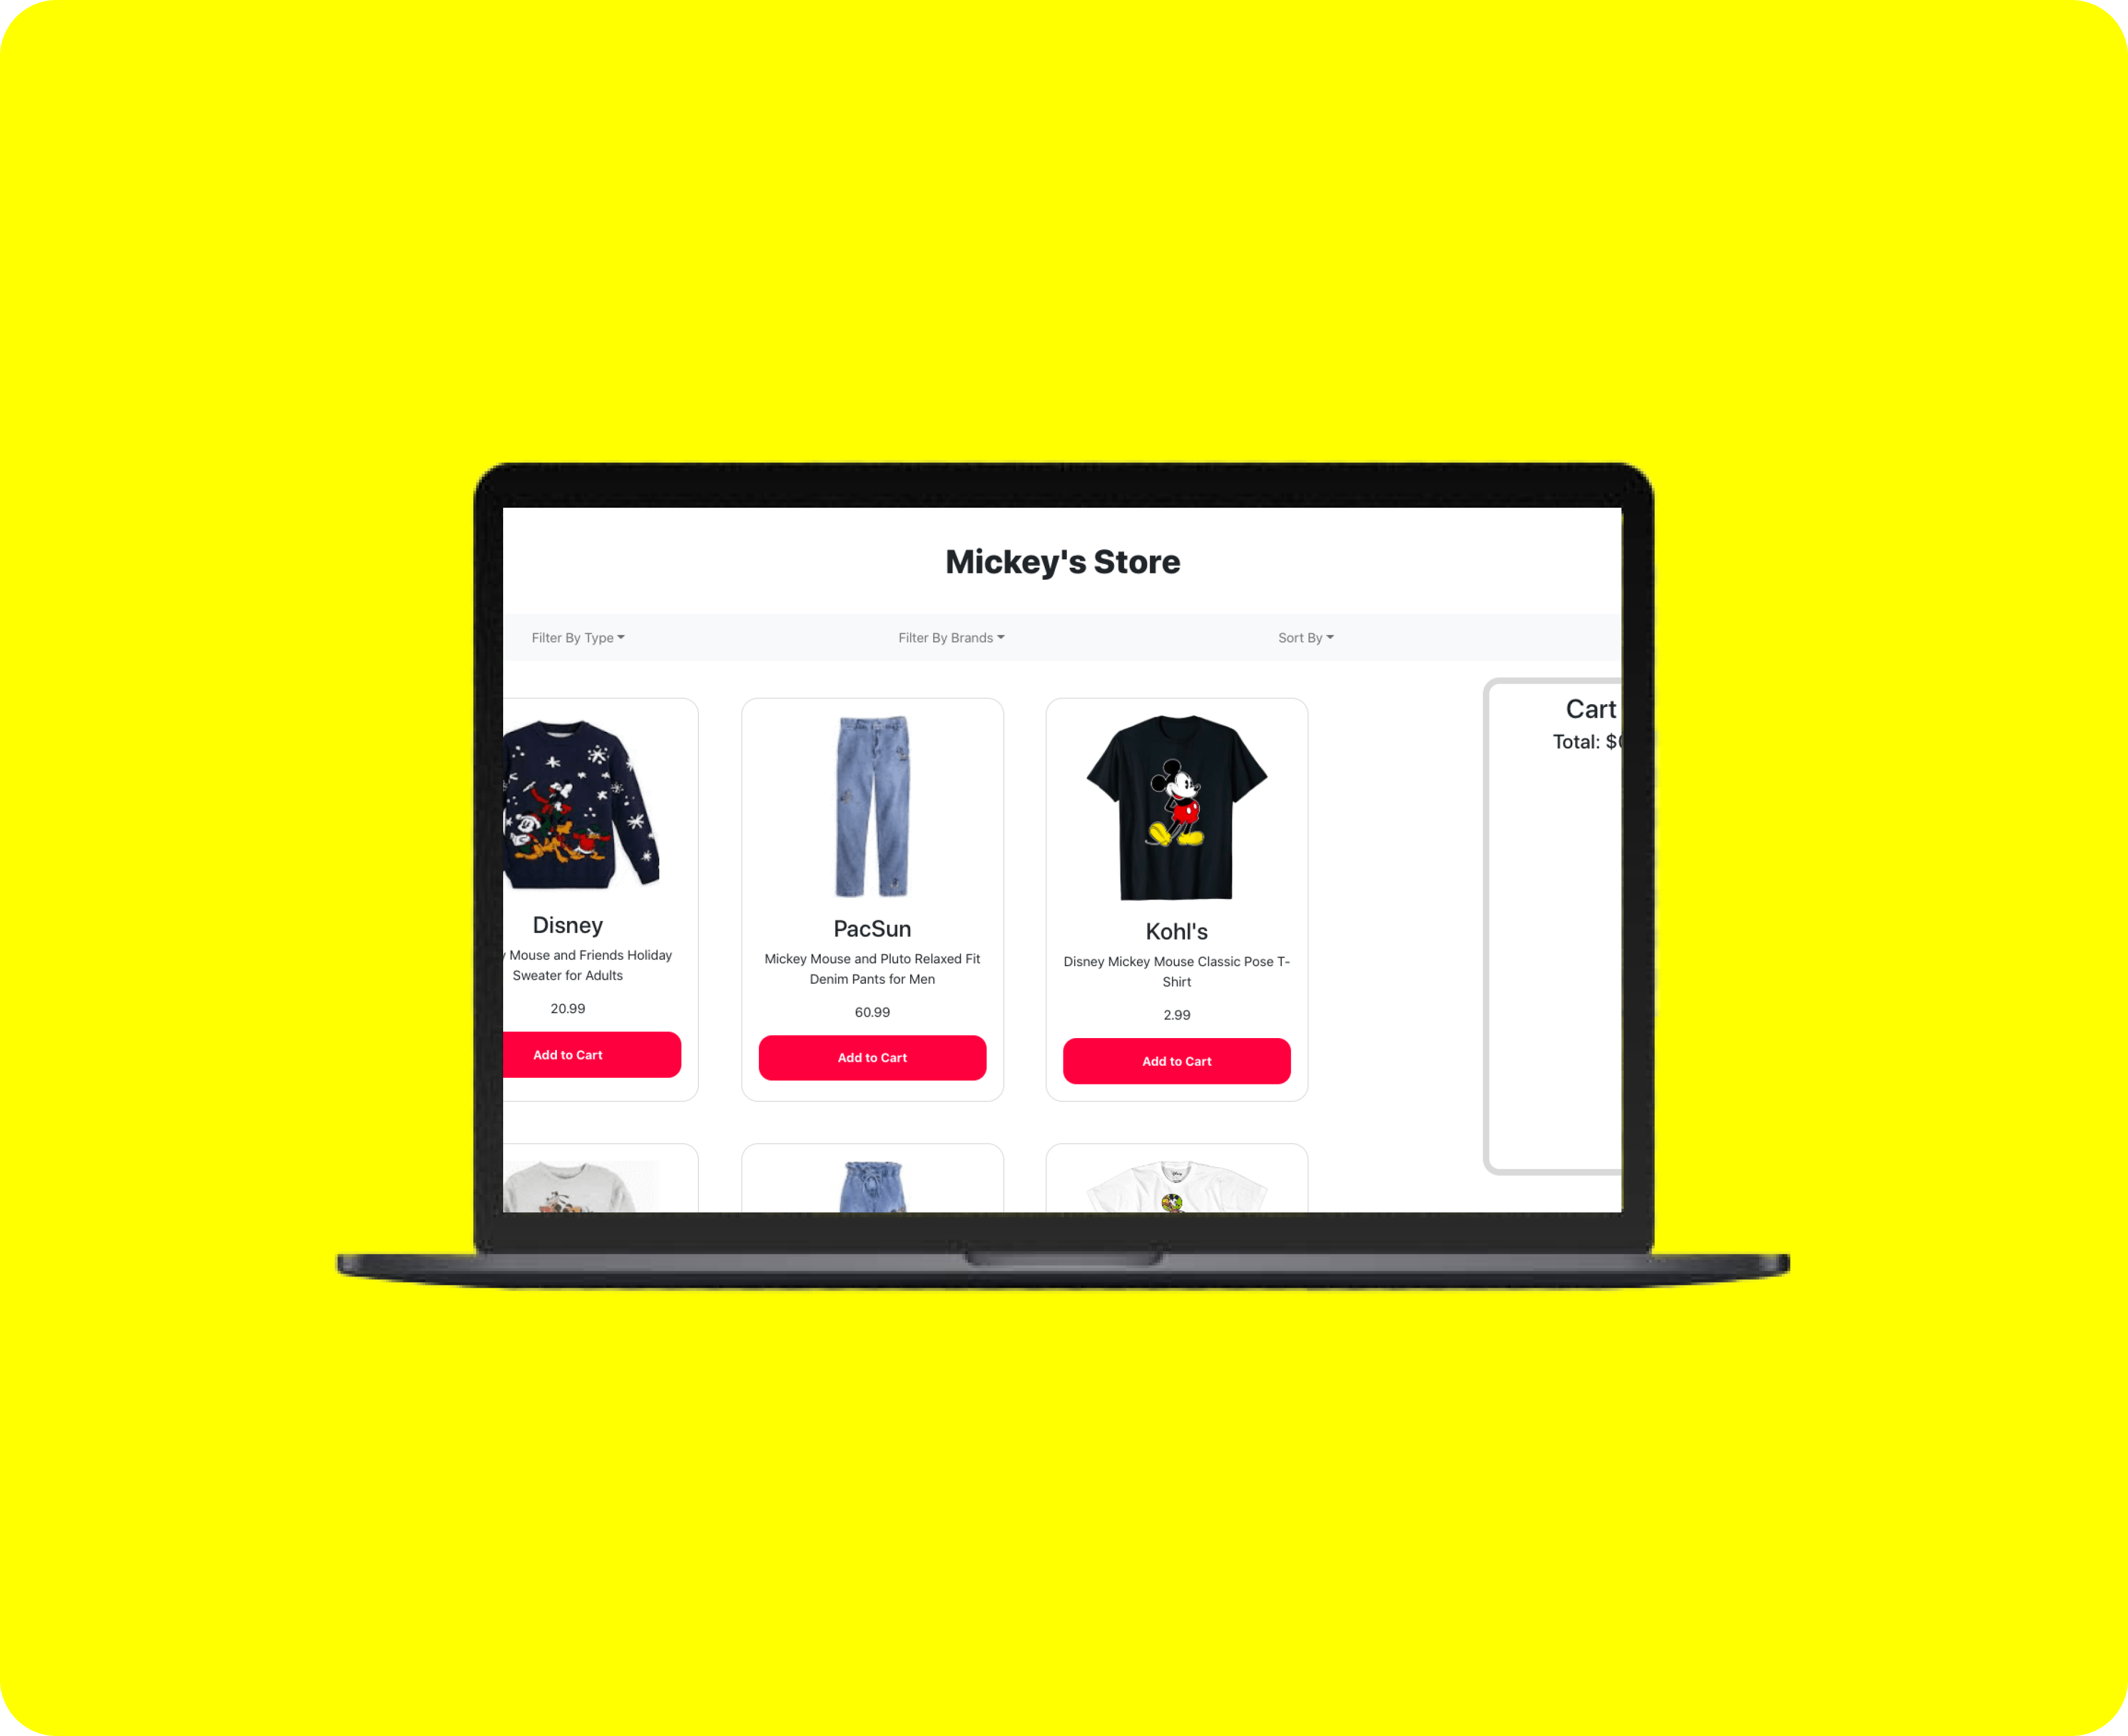 Mickey's Store
Filter By Type
Filter By Brands
Sort By
Cart
Total: $
Disney
Mouse and Friends Holiday
Sweater for Adults
20.99
Add to Cart
PacSun
Mickey Mouse and Pluto Relaxed Fit
Denim Pants for Men
60.99
Add to Cart
Kohl's
Disney Mickey Mouse Classic Pose T-
Shirt
2.99
Add to Cart